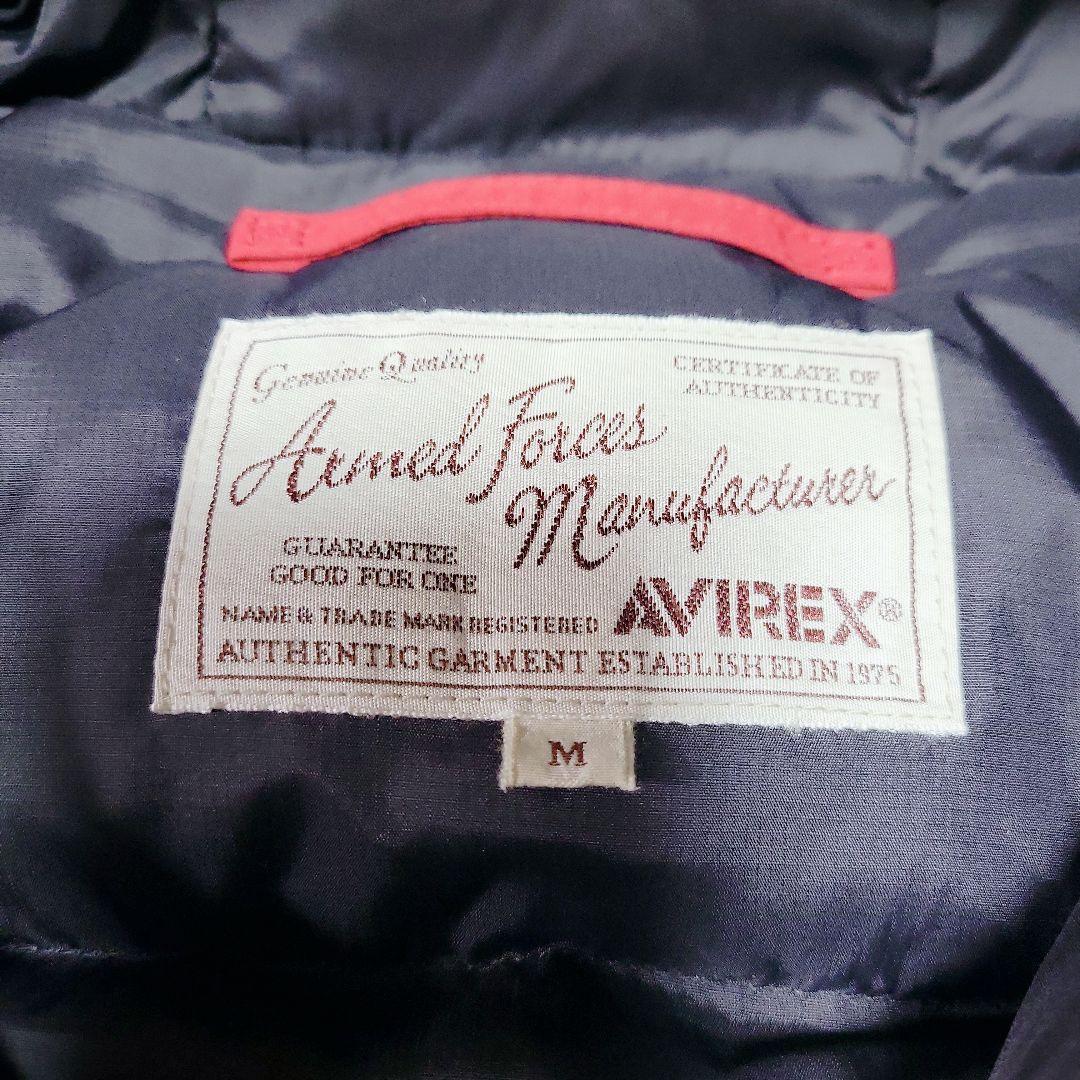 Genuine Quality
CERTIFICATE OF
AUTHENTICITY
Armed Forces
Manufacturer
GUARANTEE
GOOD FOR ONE
NAME & TRADE MARK REGISTERED
AVIREX®
AUTHENTIC GARMENT ESTABLISHED IN 1975
M